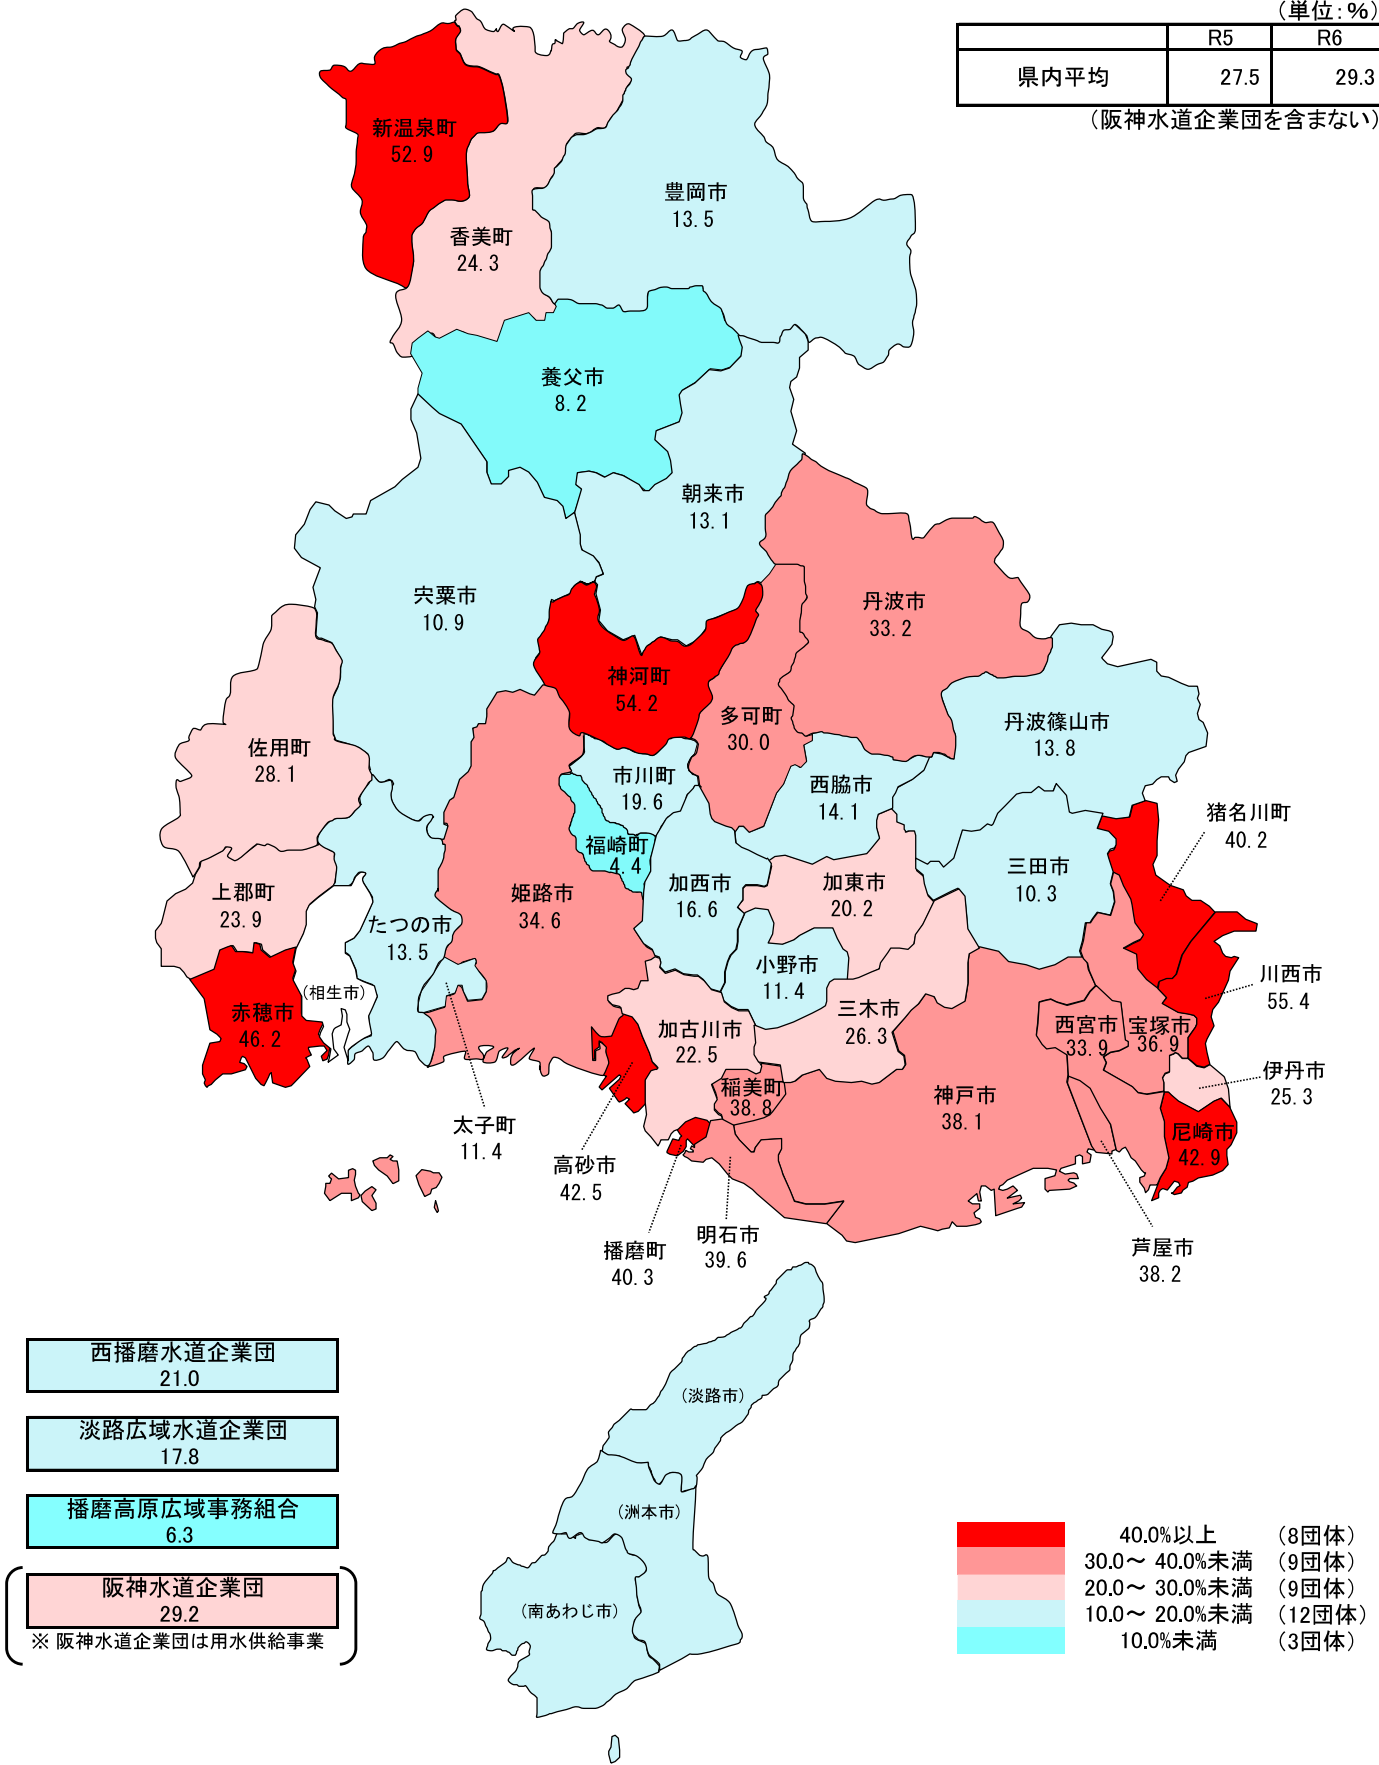 （単位：%）
R5 R6
県内平均 27.5 29.3
（阪神水道企業団を含まない）
新温泉町
52.9
香美町
24.3
豊岡市
13.5
養父市
8.2
朝来市
13.1
宍粟市
10.9
丹波市
33.2
神河町
54.2
多可町
30.0
丹波篠山市
13.8
佐用町
28.1
市川町
19.6
西脇市
14.1
猪名川町
40.2
福崎町
4.4
上郡町
23.9
姫路市
34.6
加西市
16.6
加東市
20.2
三田市
10.3
たつの市
13.5
小野市
11.4
川西市
55.4
（相生市）
赤穂市
46.2
三木市
26.3
加古川市
22.5
西宮市
33.9
宝塚市
36.9
伊丹市
25.3
稲美町
38.8
神戸市
38.1
尼崎市
42.9
太子町
11.4
高砂市
42.5
播磨町
40.3
明石市
39.6
芦屋市
38.2
西播磨水道企業団
21.0
淡路広域水道企業団
17.8
播磨高原広域事務組合
6.3
阪神水道企業団
29.2
※ 阪神水道企業団は用水供給事業
（淡路市）
（洲本市）
（南あわじ市）
40.0%以上 （8団体）
30.0～ 40.0%未満 （9団体）
20.0～ 30.0%未満 （9団体）
10.0～ 20.0%未満 （12団体）
10.0%未満 （3団体）